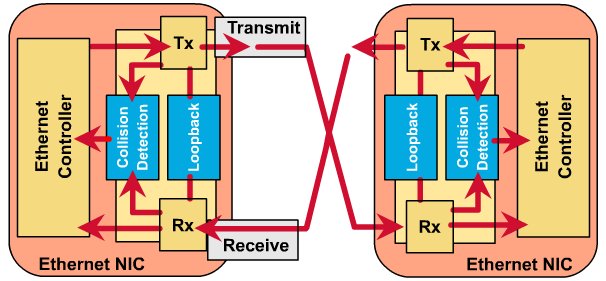 Transmit
Tx
Ethernet
Controller
Collision
Detection
Loopback
Rx
Receive
Ethernet NIC
Tx
Loopback
Collision
Detection
Ethernet
Controller
Rx
Ethernet NIC